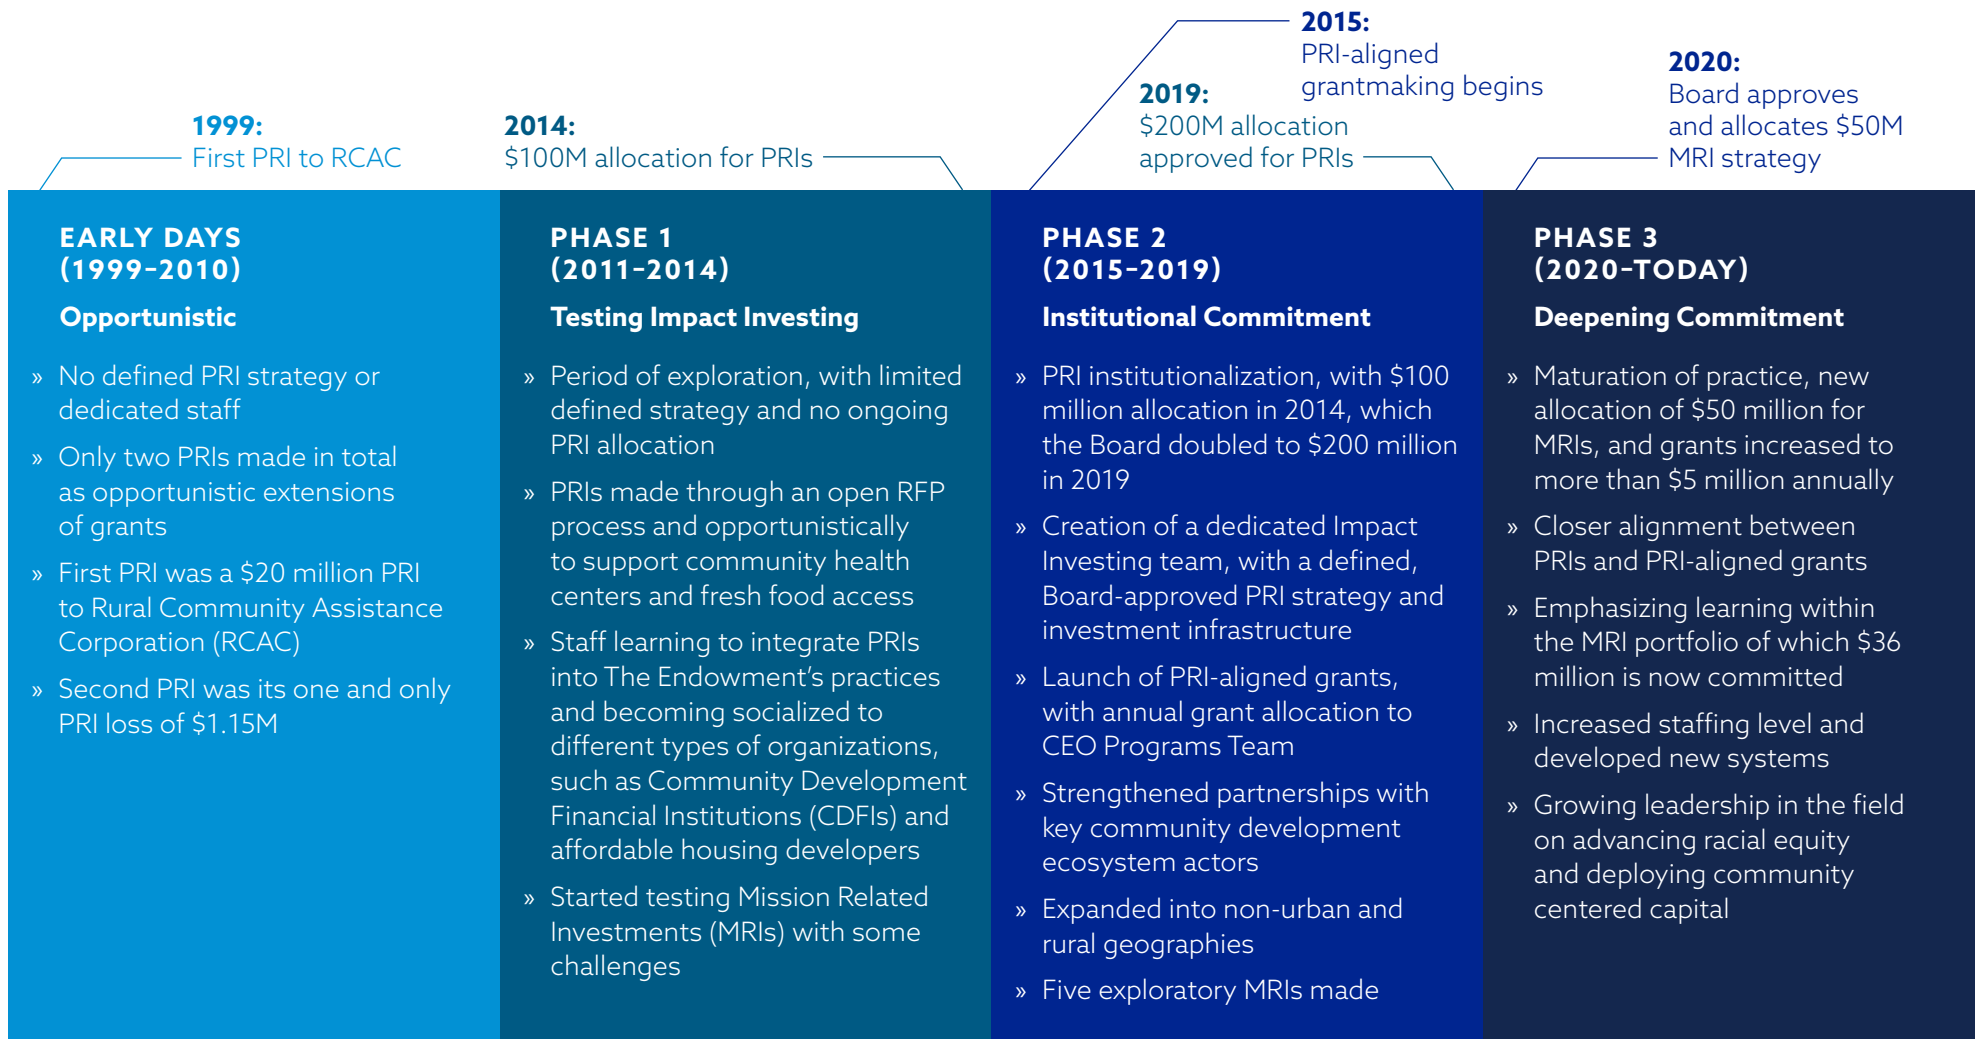 1999:
First PRI to RCAC
2014:
$100M allocation for PRIs
2015:
PRI-aligned
grantmaking begins
2019:
$200M allocation
approved for PRIs
2020:
Board approves
and allocates $50M
MRI strategy
EARLY DAYS
(1999–2010)
Opportunistic
» No defined PRI strategy or
dedicated staff
» Only two PRIs made in total
as opportunistic extensions
of grants
» First PRI was a $20 million PRI
to Rural Community Assistance
Corporation (RCAC)
» Second PRI was its one and only
PRI loss of $1.15M
PHASE 1
(2011–2014)
Testing Impact Investing
» Period of exploration, with limited
defined strategy and no ongoing
PRI allocation
» PRIs made through an open RFP
process and opportunistically
to support community health
centers and fresh food access
» Staff learning to integrate PRIs
into The Endowment's practices
and becoming socialized to
different types of organizations,
such as Community Development
Financial Institutions (CDFIs) and
affordable housing developers
» Started testing Mission Related
Investments (MRIs) with some
challenges
PHASE 2
(2015–2019)
Institutional Commitment
» PRI institutionalization, with $100
million allocation in 2014, which
the Board doubled to $200 million
in 2019
» Creation of a dedicated Impact
Investing team, with a defined,
Board-approved PRI strategy and
investment infrastructure
» Launch of PRI-aligned grants,
with annual grant allocation to
CEO Programs Team
» Strengthened partnerships with
key community development
ecosystem actors
» Expanded into non-urban and
rural geographies
» Five exploratory MRIs made
PHASE 3
(2020–TODAY)
Deepening Commitment
» Maturation of practice, new
allocation of $50 million for
MRIs, and grants increased to
more than $5 million annually
» Closer alignment between
PRIs and PRI-aligned grants
» Emphasizing learning within
the MRI portfolio of which $36
million is now committed
» Increased staffing level and
developed new systems
» Growing leadership in the field
on advancing racial equity
and deploying community
centered capital